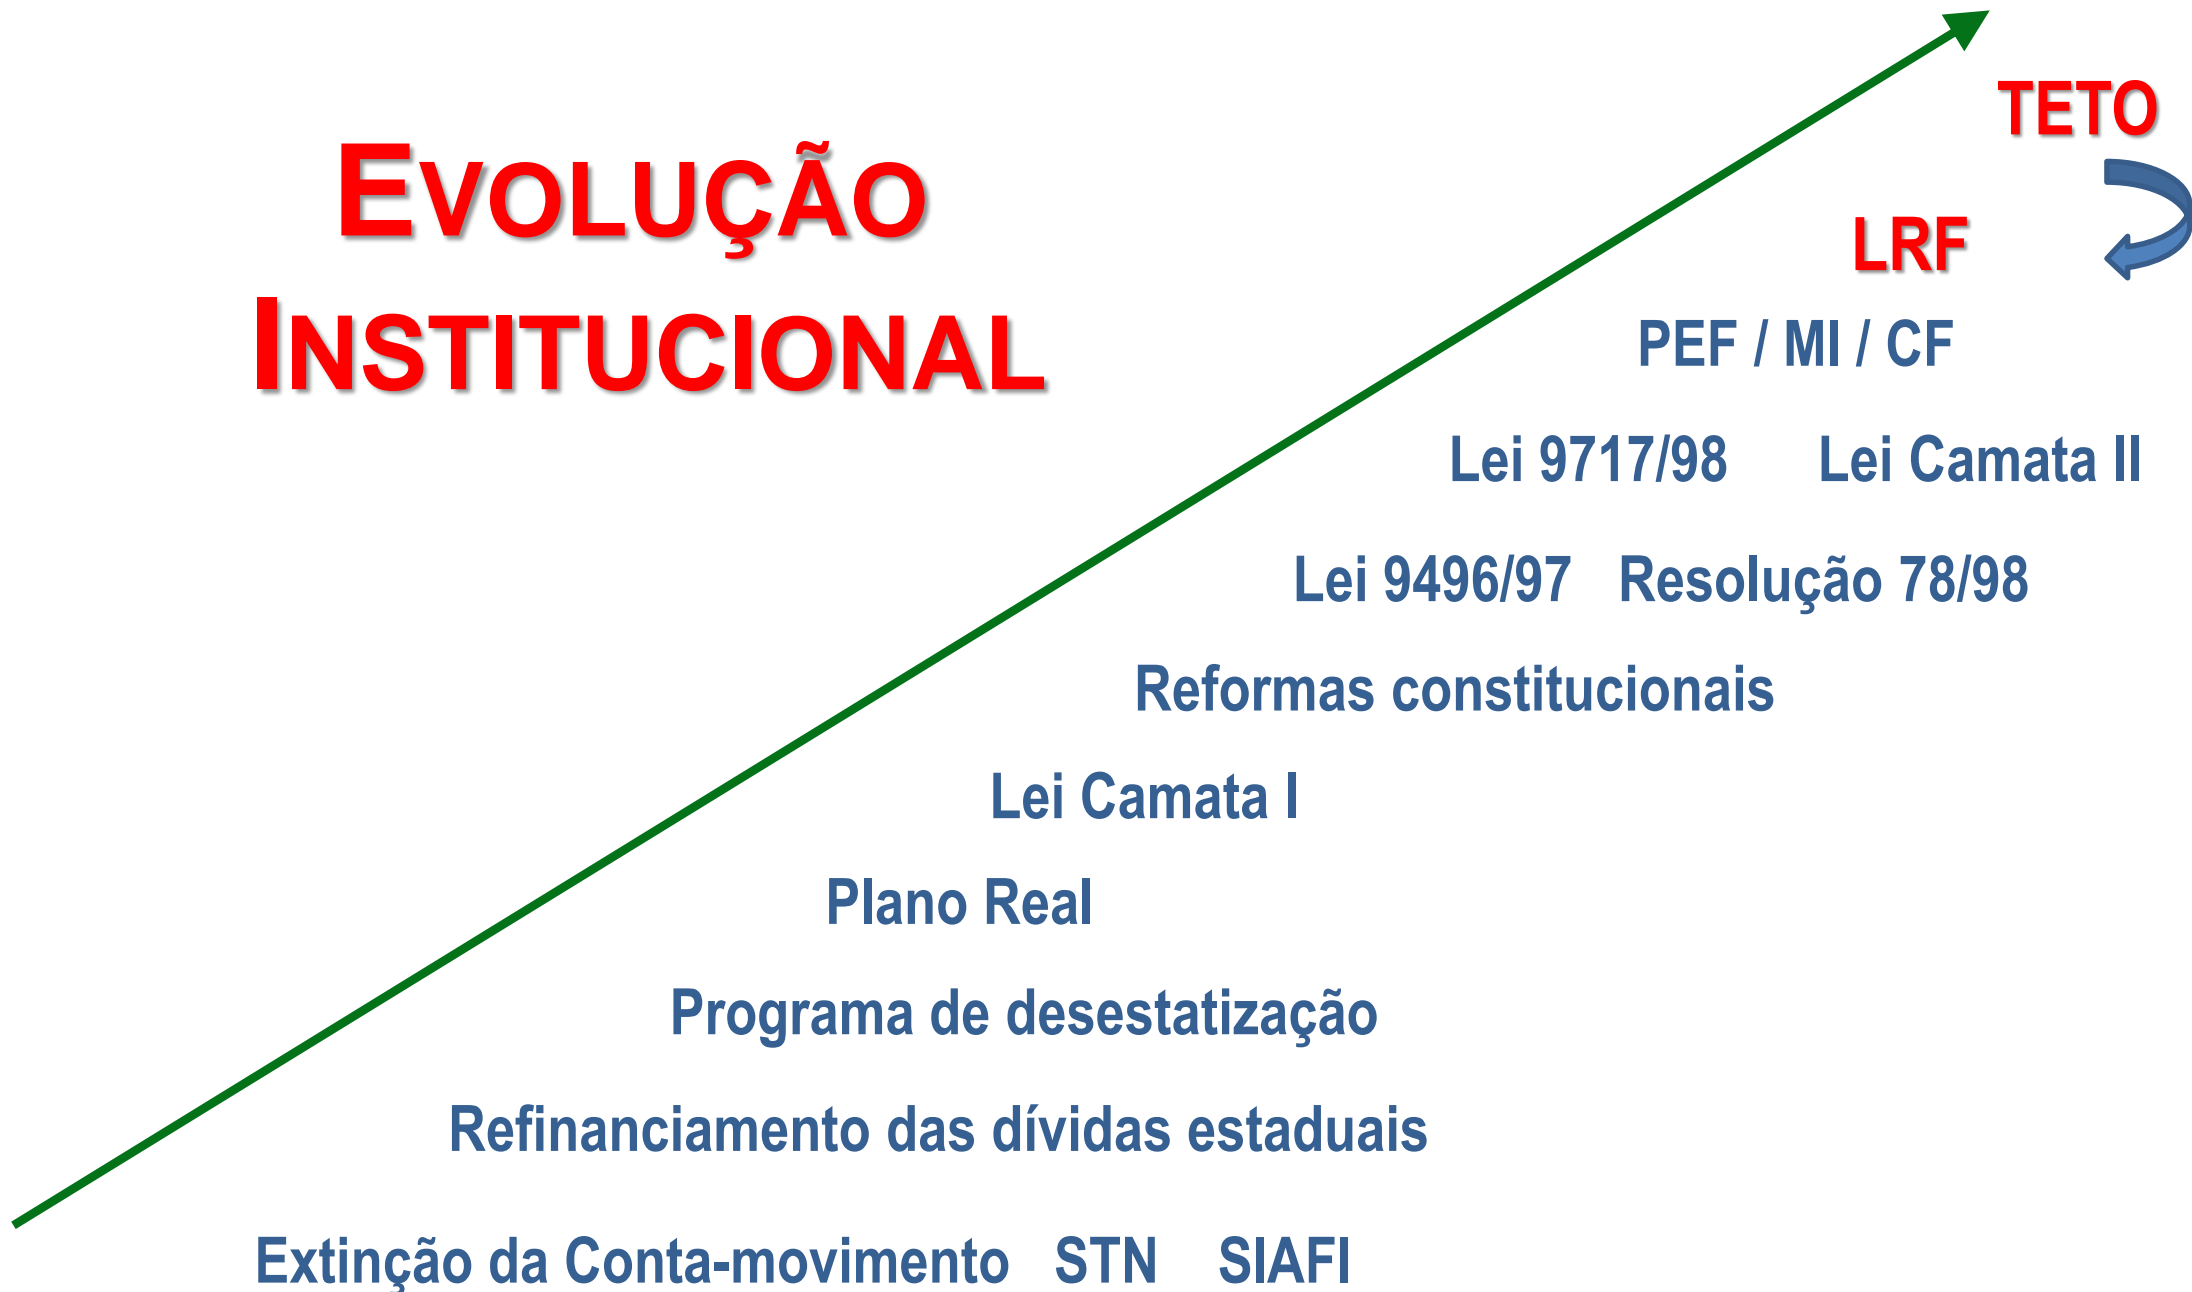 EVOLUÇÃO
INSTITUCIONAL
TETO
LRF
PEF / MI / CF
Lei 9717/98 Lei Camata II
Lei 9496/97 Resolução 78/98
Reformas constitucionais
Lei Camata I
Plano Real
Programa de desestatização
Refinanciamento das dívidas estaduais
Extinção da Conta-movimento STN SIAFI